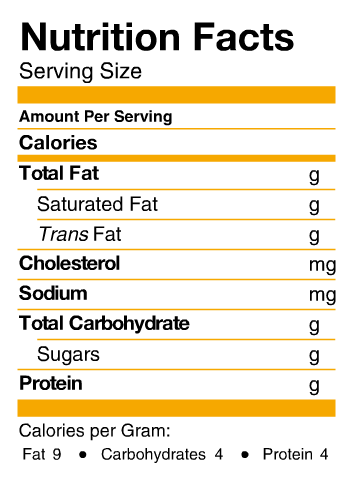 Nutrition Facts
Serving Size
Amount Per Serving
Calories
Total Fat g
Saturated Fat g
Trans Fat g
Cholesterol mg
Sodium mg
Total Carbohydrate g
Sugars g
Protein g
Calories per Gram:
Fat 9 ● Carbohydrates 4 ● Protein 4